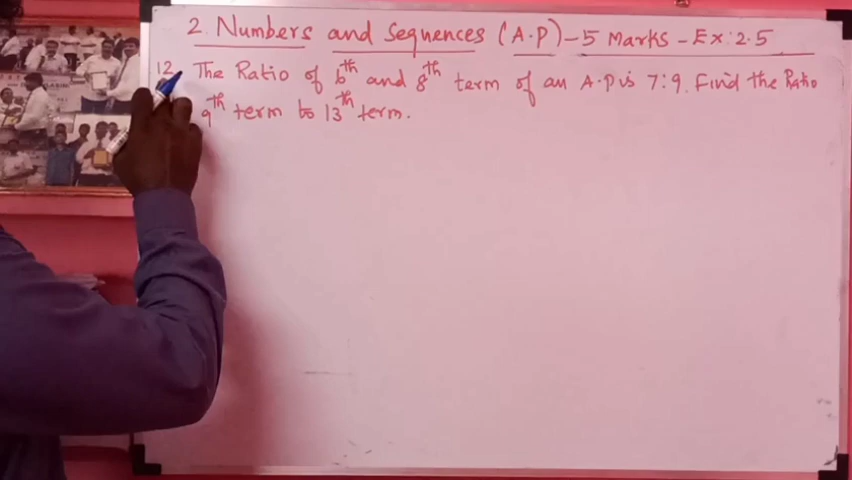 2. Numbers and Sequences (A.P) - 5 Marks - Ex: 2.5
12. The Ratio of 6th and 8th term of an A.P is 7:9. Find the Ratio
9th term to 13th term.